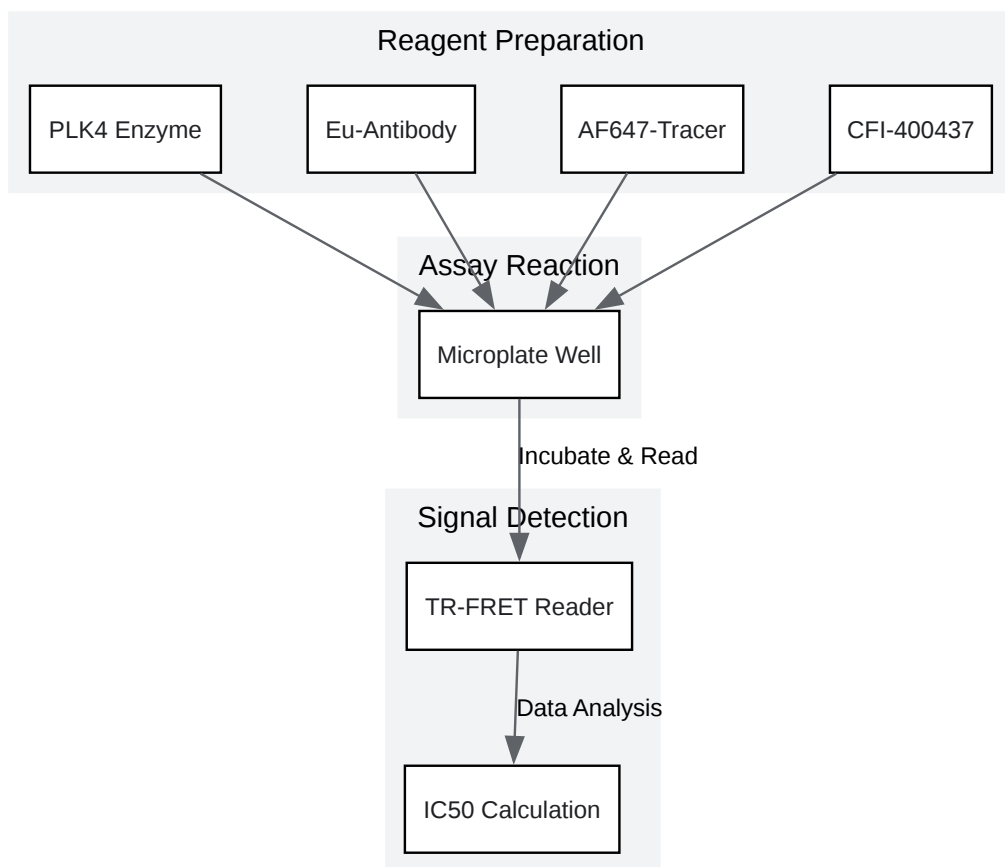 Reagent Preparation
PLK4 Enzyme
Eu-Antibody
AF647-Tracer
CFI-400437
Assay Reaction
Microplate Well
Incubate & Read
Signal Detection
TR-FRET Reader
Data Analysis
IC50 Calculation